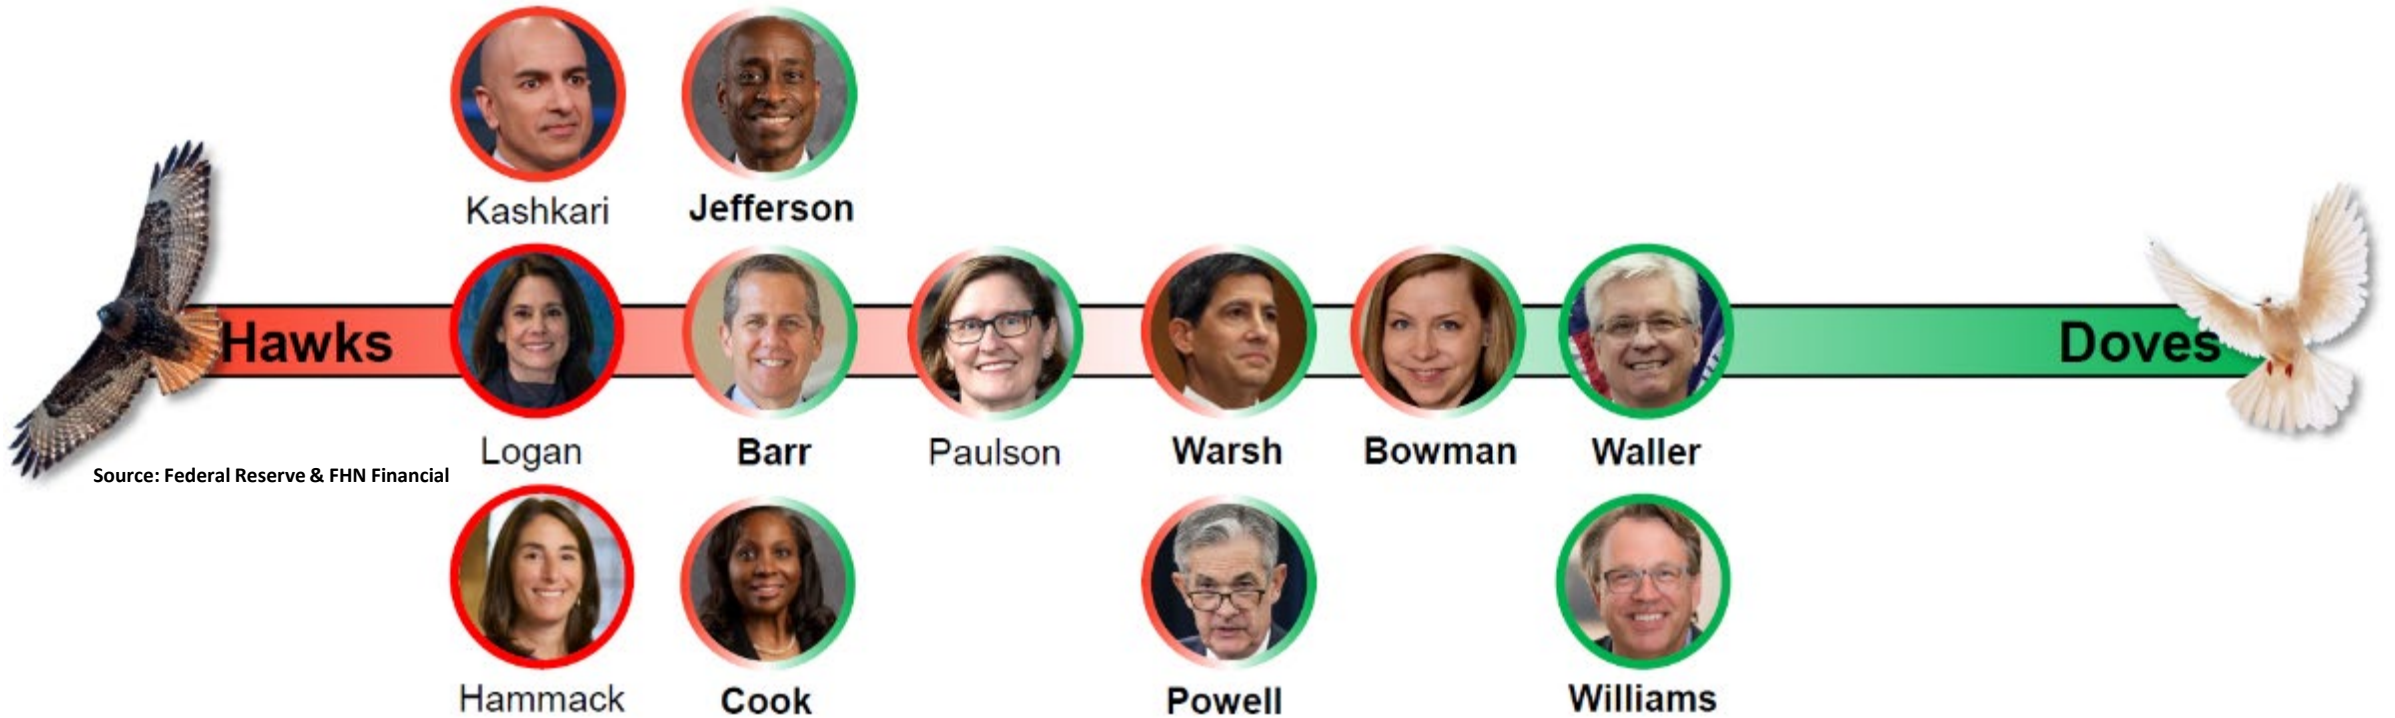 Kashkari
Jefferson
Hawks
Doves
Logan
Barr
Paulson
Warsh
Bowman
Waller
Source: Federal Reserve & FHN Financial
Hammack
Cook
Powell
Williams